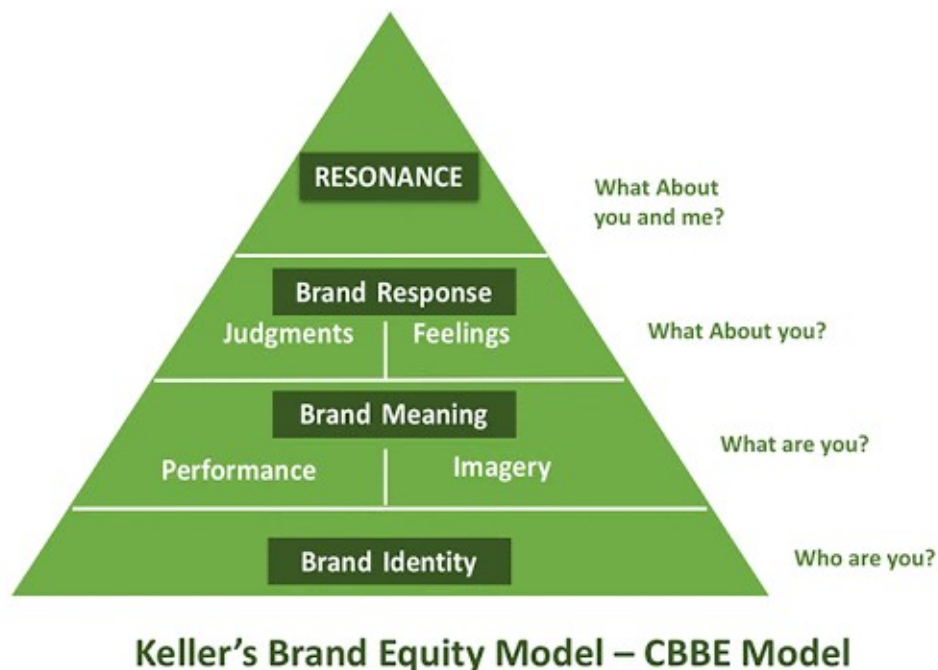 RESONANCE
What About
you and me?
Brand Response
Judgments
Feelings
What About you?
Brand Meaning
Performance
Imagery
What are you?
Brand Identity
Who are you?
Keller's Brand Equity Model – CBBE Model